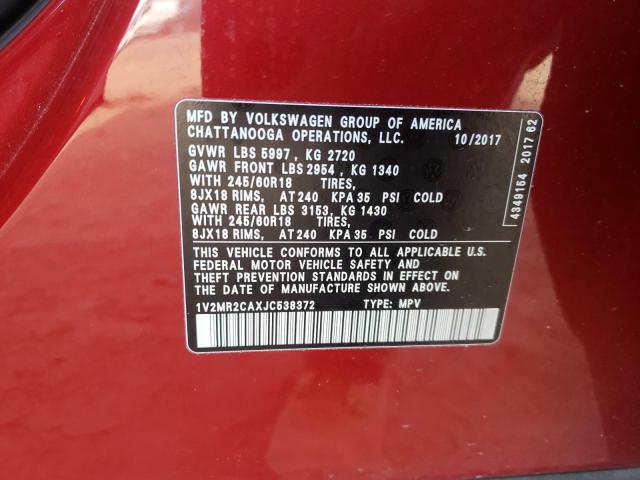 MFD BY VOLKSWAGEN GROUP OF AMERICA
CHATTANOOGA OPERATIONS, LLC. 10/2017
GVWR LBS 5997, KG 2720
GAWR FRONT LBS 2954, KG 1340
WITH 245/60R18 TIRES,
8JX18 RIMS, AT 240 KPA 35 PSI COLD
GAWR REAR LBS 3153, KG 1430
WITH 245/60R18 TIRES,
8JX18 RIMS, AT 240 KPA 35 PSI COLD
THIS VEHICLE CONFORMS TO ALL APPLICABLE U.S.
FEDERAL MOTOR VEHICLE SAFETY AND
THEFT PREVENTION STANDARDS IN EFFECT ON
THE DATE OF MANUFACTURE SHOWN ABOVE.
1V2MR2CAXJC538372 TYPE: MPV
4349154 2017 62